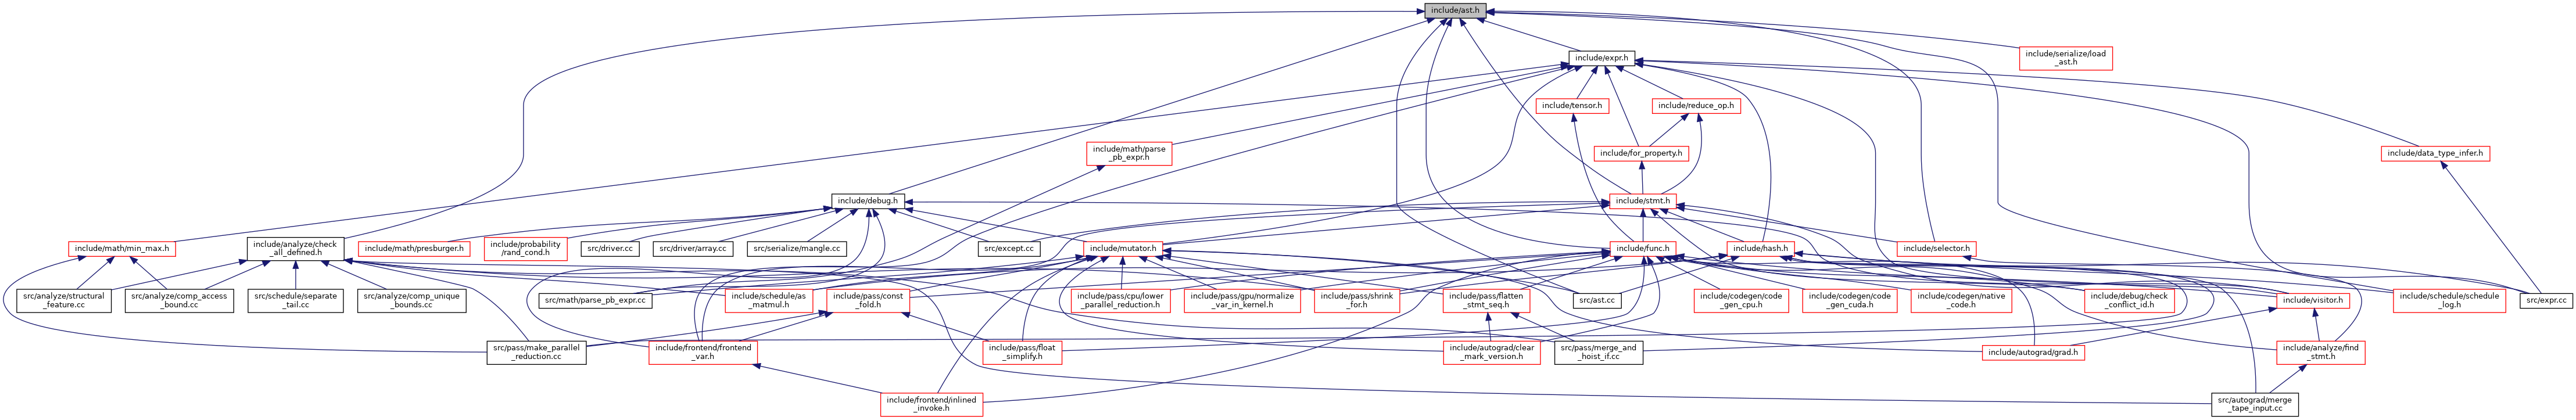 include/ast.h
include/serialize/load
_ast.h
include/expr.h
include/tensor.h
include/reduce_op.h
include/math/parse
_pb_expr.h
include/for_property.h
include/data_type_infer.h
include/debug.h
include/stmt.h
include/math/min_max.h
include/analyze/check
_all_defined.h
include/math/presburger.h
include/probability
/rand_cond.h
src/driver.cc
src/driver/array.cc
src/serialize/mangle.cc
src/except.cc
include/mutator.h
include/func.h
include/hash.h
include/selector.h
src/analyze/structural
_feature.cc
src/analyze/comp_access
_bound.cc
src/schedule/separate
_tail.cc
src/analyze/comp_unique
_bounds.cc
src/math/parse_pb_expr.cc
include/schedule/as
_matmul.h
include/pass/const
_fold.h
include/pass/cpu/lower
_parallel_reduction.h
include/pass/gpu/normalize
_var_in_kernel.h
include/pass/shrink
_for.h
include/pass/flatten
_stmt_seq.h
src/ast.cc
include/codegen/code
_gen_cpu.h
include/codegen/code
_gen_cuda.h
include/codegen/native
_code.h
include/debug/check
_conflict_id.h
include/visitor.h
include/schedule/schedule
_log.h
src/expr.cc
src/pass/make_parallel
_reduction.cc
include/frontend/frontend
_var.h
include/pass/float
_simplify.h
include/autograd/clear
_mark_version.h
src/pass/merge_and
_hoist_if.cc
include/autograd/grad.h
include/analyze/find
_stmt.h
include/frontend/inlined
_invoke.h
src/autograd/merge
_tape_input.cc